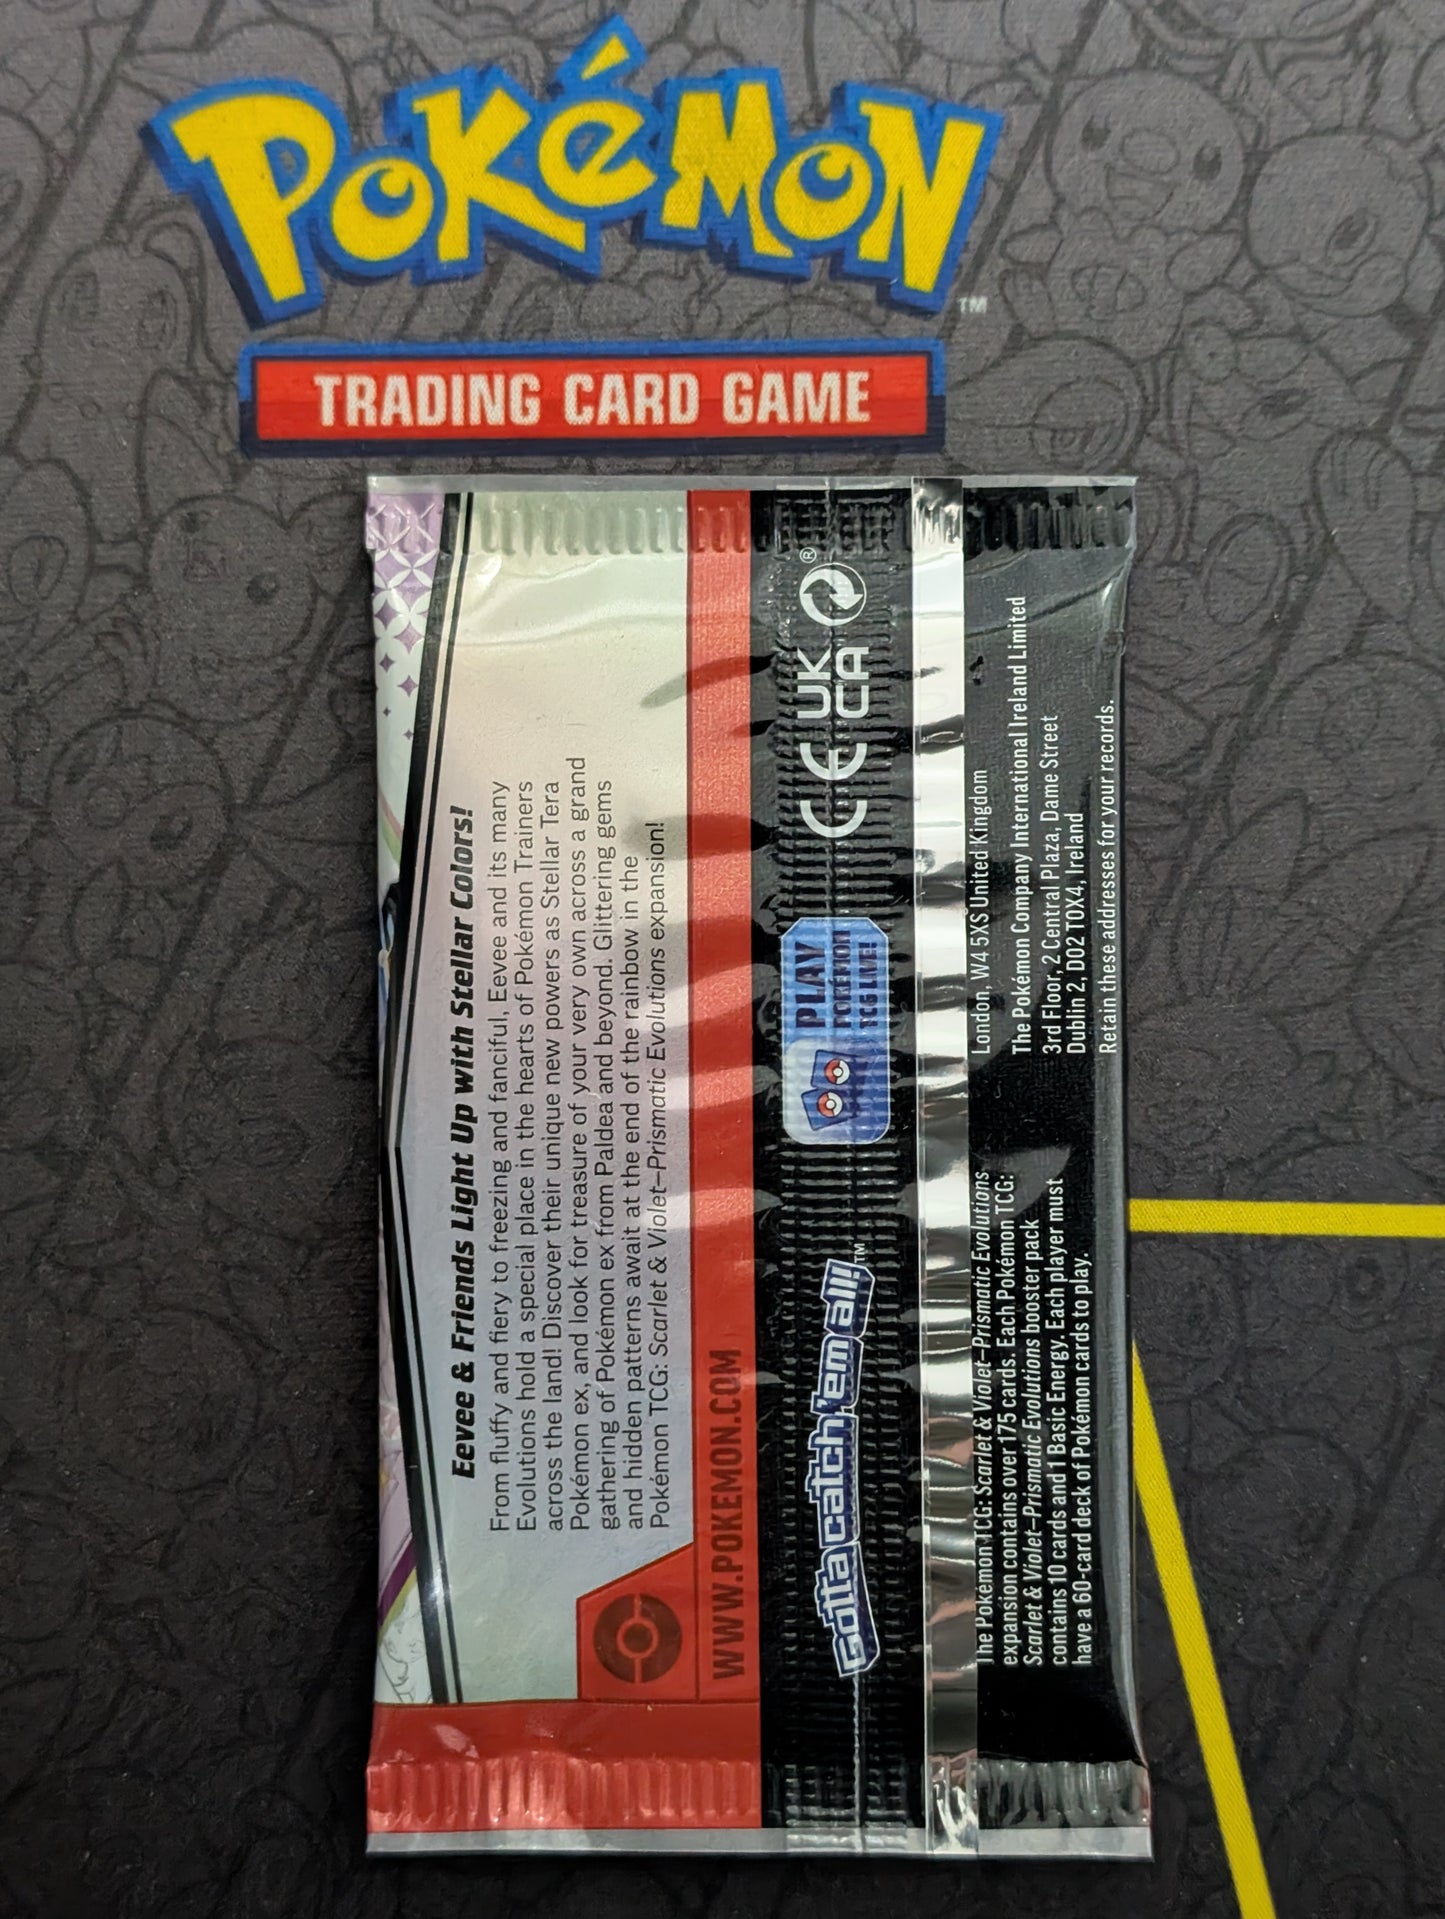 POKéMON
TM
TRADING CARD GAME
Eevee & Friends Light Up with Stellar Colors!
From fluffy and fiery to freezing and fanciful, Eevee and its many
Evolutions hold a special place in the hearts of Pokémon Trainers
across the land! Discover their unique new powers as Stellar Tera
Pokémon ex, and look for treasure of your very own across a grand
gathering of Pokémon ex from Paldea and beyond. Glittering gems
and hidden patterns await at the end of the rainbow in the
Pokémon TCG: Scarlet & Violet—Prismatic Evolutions expansion!
WWW.POKEMON.COM
Gotta catch 'em all! TM
PLAY
POKÉMON
TCG LIVE!
CE
UK
CA
®
The Pokémon TCG: Scarlet & Violet—Prismatic Evolutions
expansion contains over 175 cards. Each Pokémon TCG:
Scarlet & Violet—Prismatic Evolutions booster pack
contains 10 cards and 1 Basic Energy. Each player must
have a 60-card deck of Pokémon cards to play.
London, W4 5XS United Kingdom
The Pokémon Company International Ireland Limited
3rd Floor, 2 Central Plaza, Dame Street
Dublin 2, D02 T0X4, Ireland
Retain these addresses for your records.